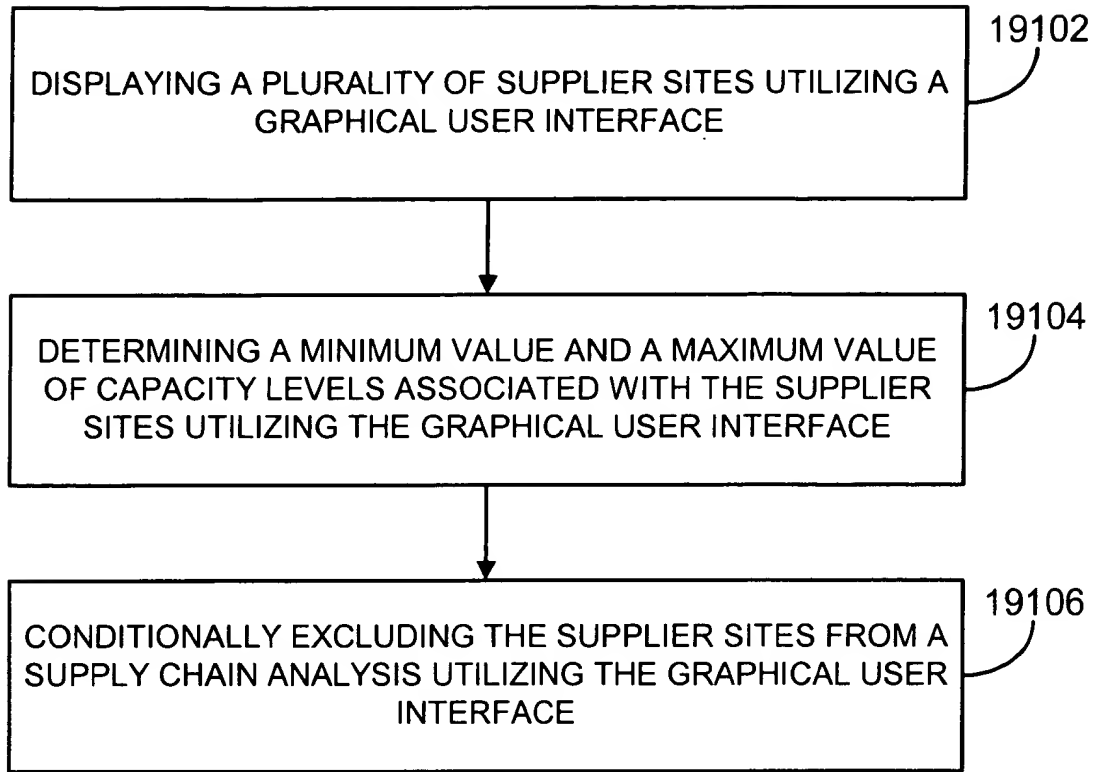 19102
DISPLAYING A PLURALITY OF SUPPLIER SITES UTILIZING A
GRAPHICAL USER INTERFACE
19104
DETERMINING A MINIMUM VALUE AND A MAXIMUM VALUE
OF CAPACITY LEVELS ASSOCIATED WITH THE SUPPLIER
SITES UTILIZING THE GRAPHICAL USER INTERFACE
19106
CONDITIONALLY EXCLUDING THE SUPPLIER SITES FROM A
SUPPLY CHAIN ANALYSIS UTILIZING THE GRAPHICAL USER
INTERFACE